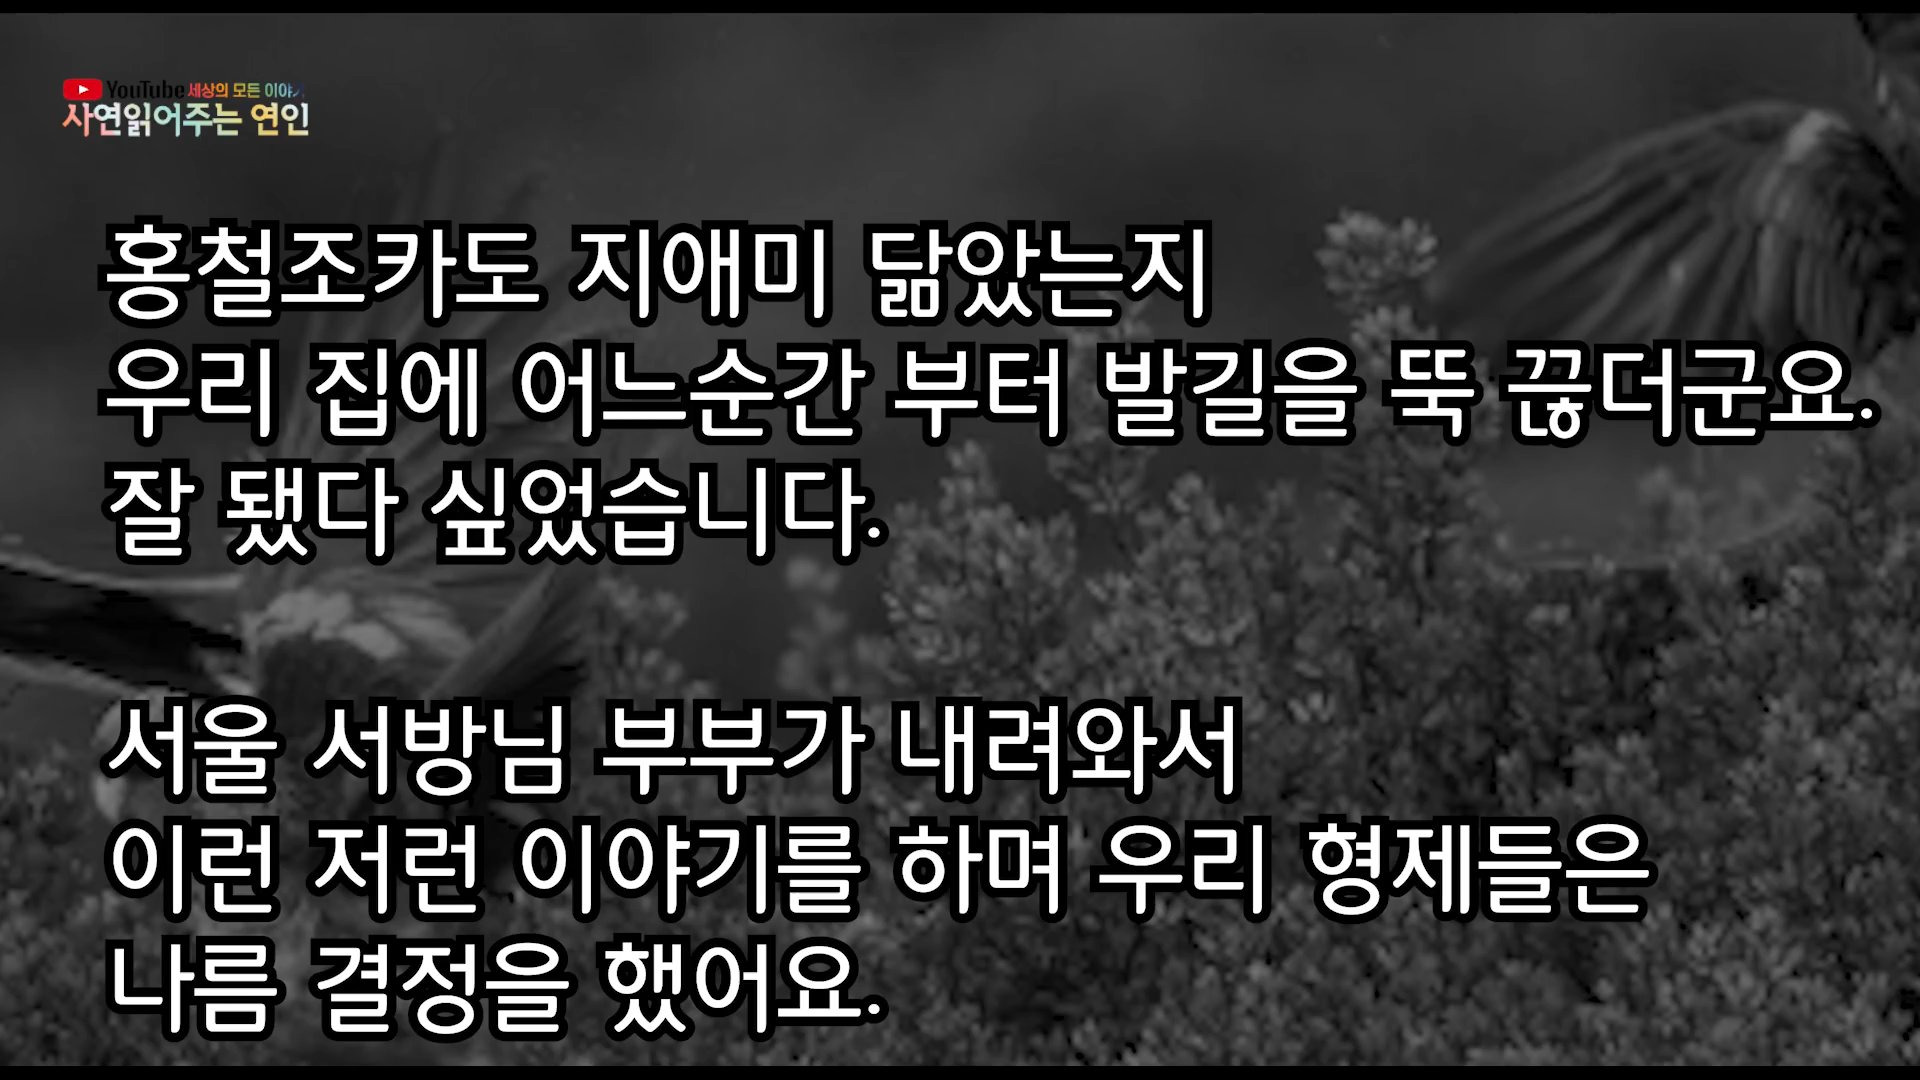 YouTube 세상의 모든 이야기
사연읽어주는 연인
홍철조카도 지애미 닮았는지
우리 집에 어느순간 부터 발길을 뚝 끊더군요.
잘 됐다 싶었습니다.
서울 서방님 부부가 내려와서
이런 저런 이야기를 하며 우리 형제들은
나름 결정을 했어요.